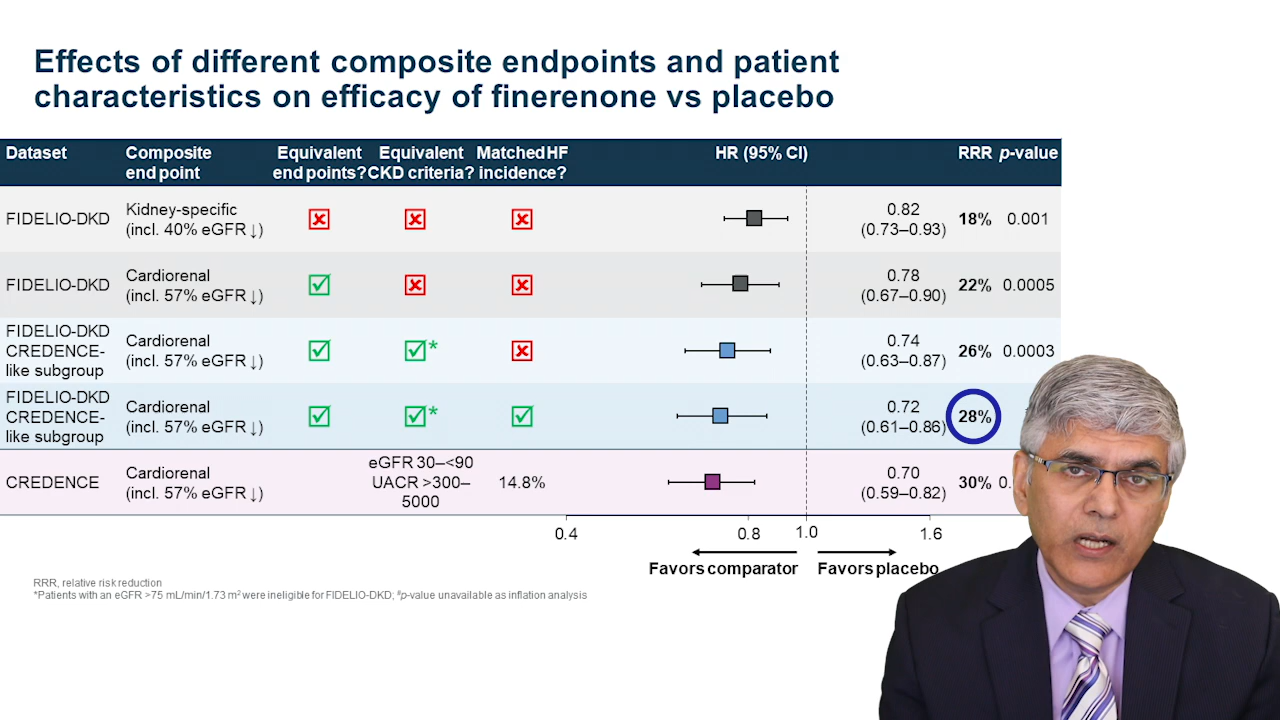 Effects of different composite endpoints and patient
characteristics on efficacy of finerenone vs placebo
Dataset
Composite
end point
Equivalent
end points?
Equivalent
CKD criteria?
Matched HF
incidence?
HR (95% CI)
RRR
p-value
FIDELIO-DKD
Kidney-specific
(incl. 40% eGFR ↓)
0.82
(0.73–0.93)
18%
0.001
FIDELIO-DKD
Cardiorenal
(incl. 57% eGFR ↓)
0.78
(0.67–0.90)
22%
0.0005
FIDELIO-DKD
CREDENCE-
like subgroup
Cardiorenal
(incl. 57% eGFR ↓)
*
0.74
(0.63–0.87)
26%
0.0003
FIDELIO-DKD
CREDENCE-
like subgroup
Cardiorenal
(incl. 57% eGFR ↓)
*
0.72
(0.61–0.86)
28%
CREDENCE
Cardiorenal
(incl. 57% eGFR ↓)
eGFR 30–<90
UACR >300–
5000
14.8%
0.70
(0.59–0.82)
30%
0.4
0.8
1.0
1.6
Favors comparator
Favors placebo
RRR, relative risk reduction
*Patients with an eGFR >75 mL/min/1.73 m² were ineligible for FIDELIO-DKD; #p-value unavailable as inflation analysis